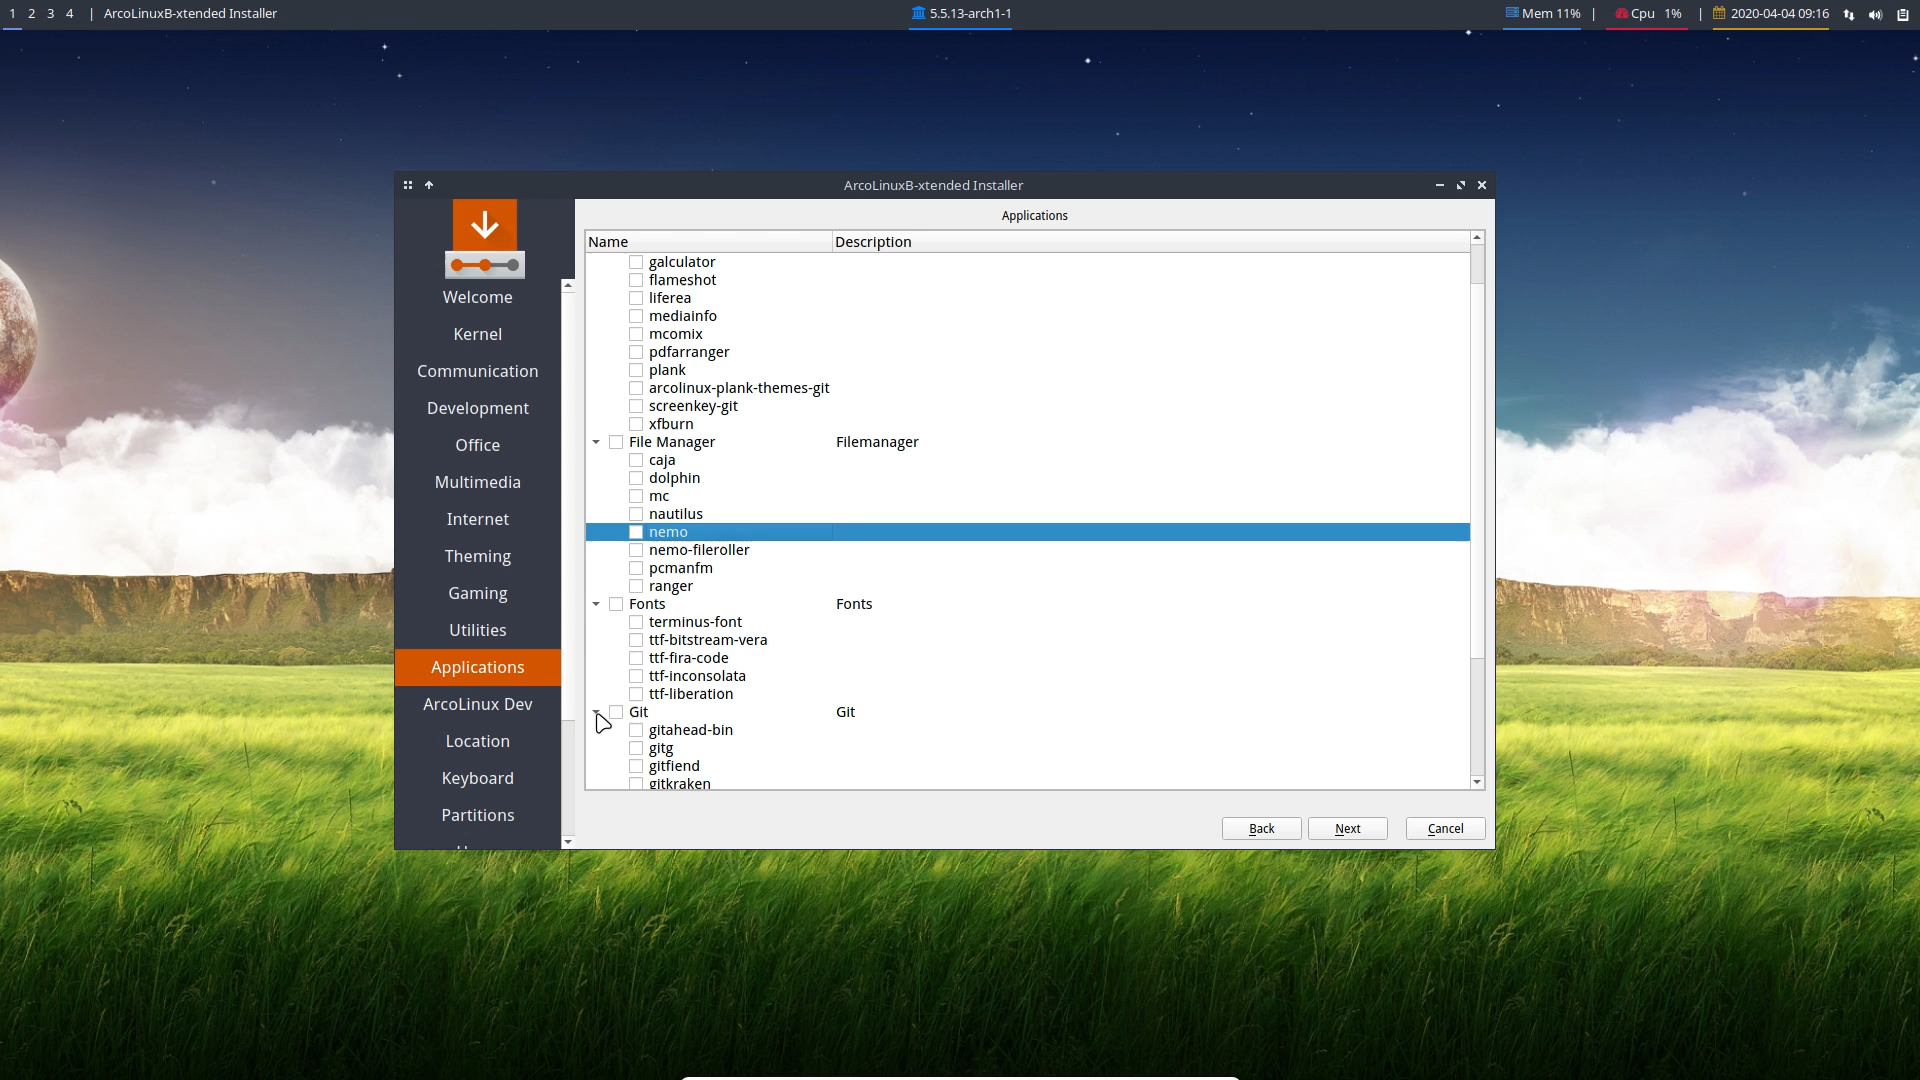 1 2 3 4 | ArcoLinuxB-xtended Installer
5.5.13-arch1-1
Mem 11% | Cpu 1% | 2020-04-04 09:16
ArcoLinuxB-xtended Installer
Welcome
Kernel
Communication
Development
Office
Multimedia
Internet
Theming
Gaming
Utilities
Applications
ArcoLinux Dev
Location
Keyboard
Partitions
Applications
Name Description
galculator
flameshot
liferea
mediainfo
mcomix
pdfarranger
plank
arcolinux-plank-themes-git
screenkey-git
xfburn
File Manager Filemanager
caja
dolphin
mc
nautilus
nemo
nemo-fileroller
pcmanfm
ranger
Fonts Fonts
terminus-font
ttf-bitstream-vera
ttf-fira-code
ttf-inconsolata
ttf-liberation
Git Git
gitahead-bin
gitg
gitfiend
gitkraken
Back Next Cancel